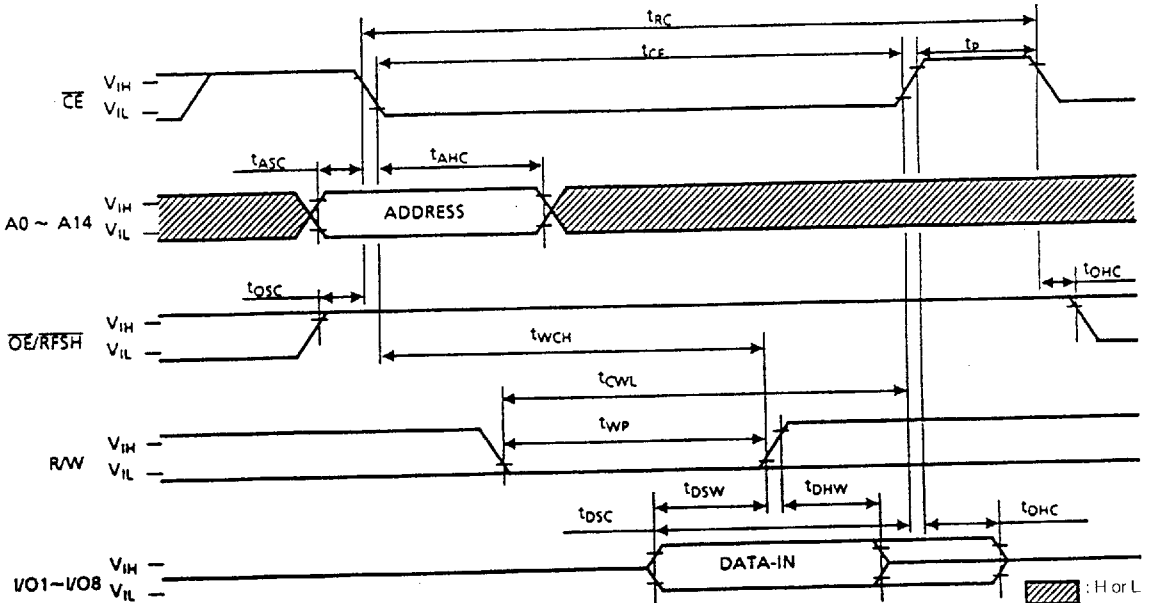 tRC
tCE
tP
CE
VIH
VIL
tASC
tAHC
A0 ~ A14
VIH
VIL
ADDRESS
tOSC
tOHC
OE/RFSH
VIH
VIL
tWCH
tCWL
tWP
R/W
VIH
VIL
tDSW
tDHW
tDSC
tDHC
I/O1~I/O8
VIH
VIL
DATA-IN
: H or L